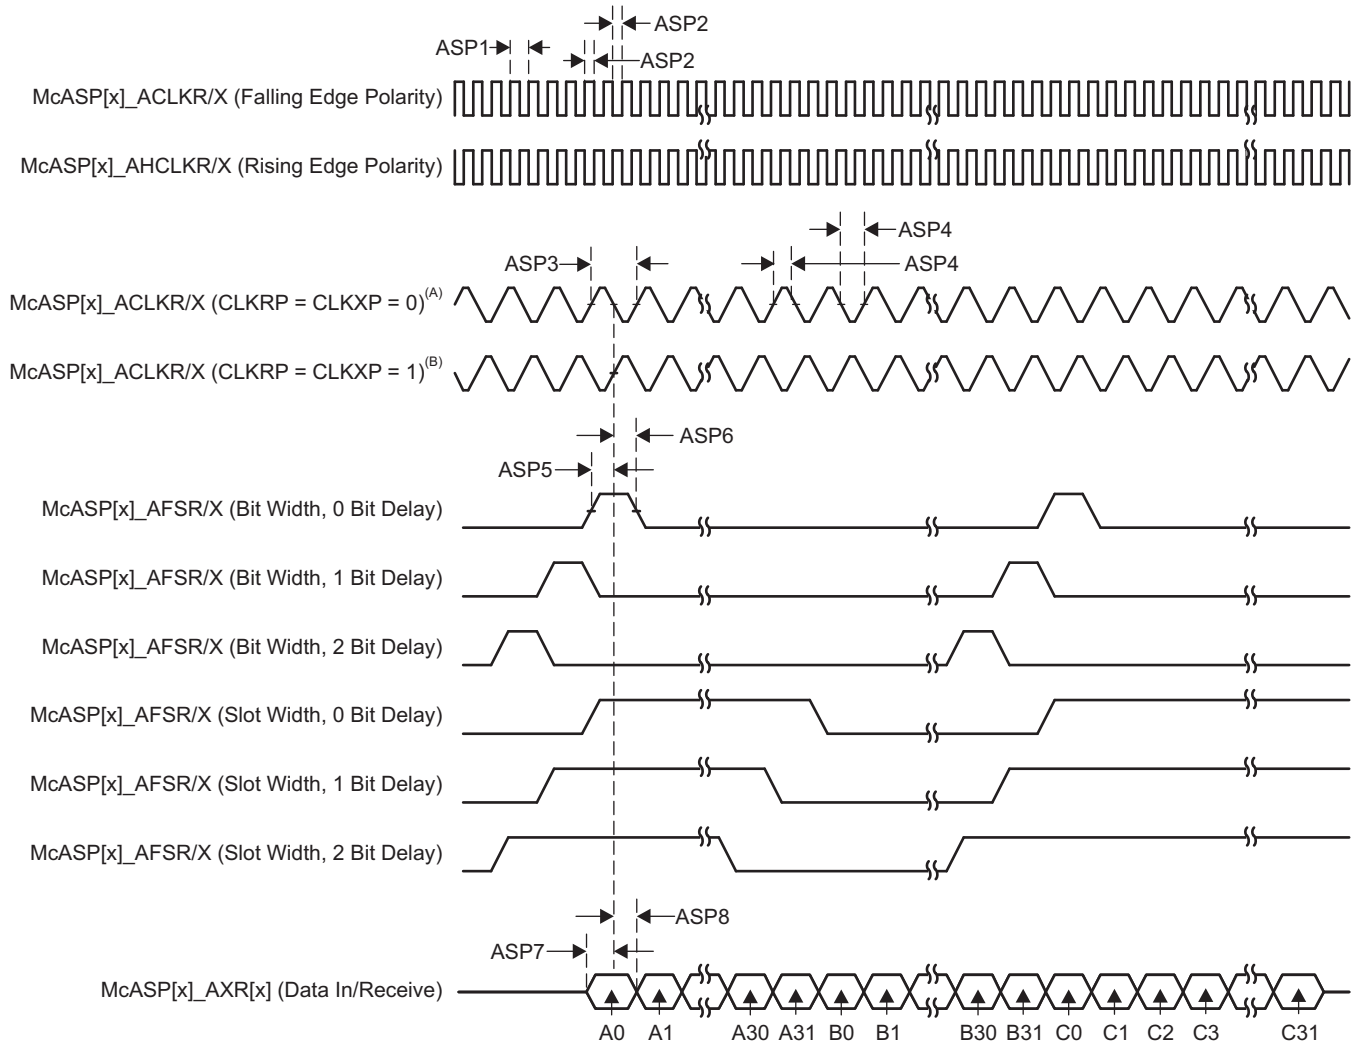 ASP2
ASP1
ASP2
McASP[x]_ACLKR/X (Falling Edge Polarity)
McASP[x]_AHCLKR/X (Rising Edge Polarity)
ASP4
ASP3
ASP4
McASP[x]_ACLKR/X (CLKRP = CLKXP = 0)(A)
McASP[x]_ACLKR/X (CLKRP = CLKXP = 1)(B)
ASP6
ASP5
McASP[x]_AFSR/X (Bit Width, 0 Bit Delay)
McASP[x]_AFSR/X (Bit Width, 1 Bit Delay)
McASP[x]_AFSR/X (Bit Width, 2 Bit Delay)
McASP[x]_AFSR/X (Slot Width, 0 Bit Delay)
McASP[x]_AFSR/X (Slot Width, 1 Bit Delay)
McASP[x]_AFSR/X (Slot Width, 2 Bit Delay)
ASP8
ASP7
McASP[x]_AXR[x] (Data In/Receive)
A0 A1 A30 A31 B0 B1 B30 B31 C0 C1 C2 C3 C31